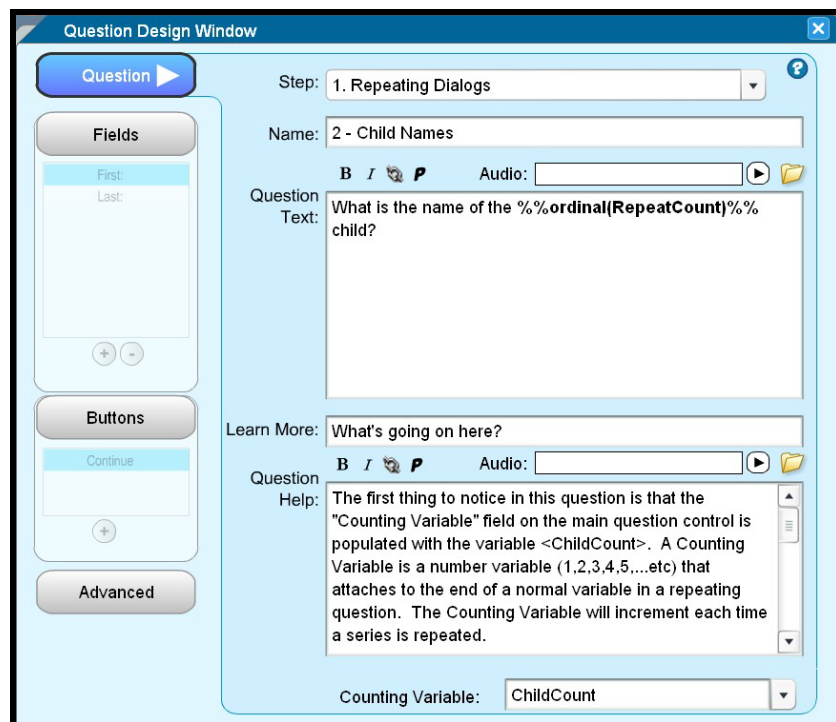 Question Design Window
Question
Step: 1. Repeating Dialogs
Fields
Name: 2 - Child Names
First:
Last:
B I P Audio:
Question Text:
What is the name of the %%ordinal(RepeatCount)%%
child?
+ -
Buttons
Continue
+
Advanced
Learn More: What's going on here?
B I P Audio:
Question Help:
The first thing to notice in this question is that the
"Counting Variable" field on the main question control is
populated with the variable <ChildCount>. A Counting
Variable is a number variable (1,2,3,4,5,...etc) that
attaches to the end of a normal variable in a repeating
question. The Counting Variable will increment each time
a series is repeated.
Counting Variable: ChildCount